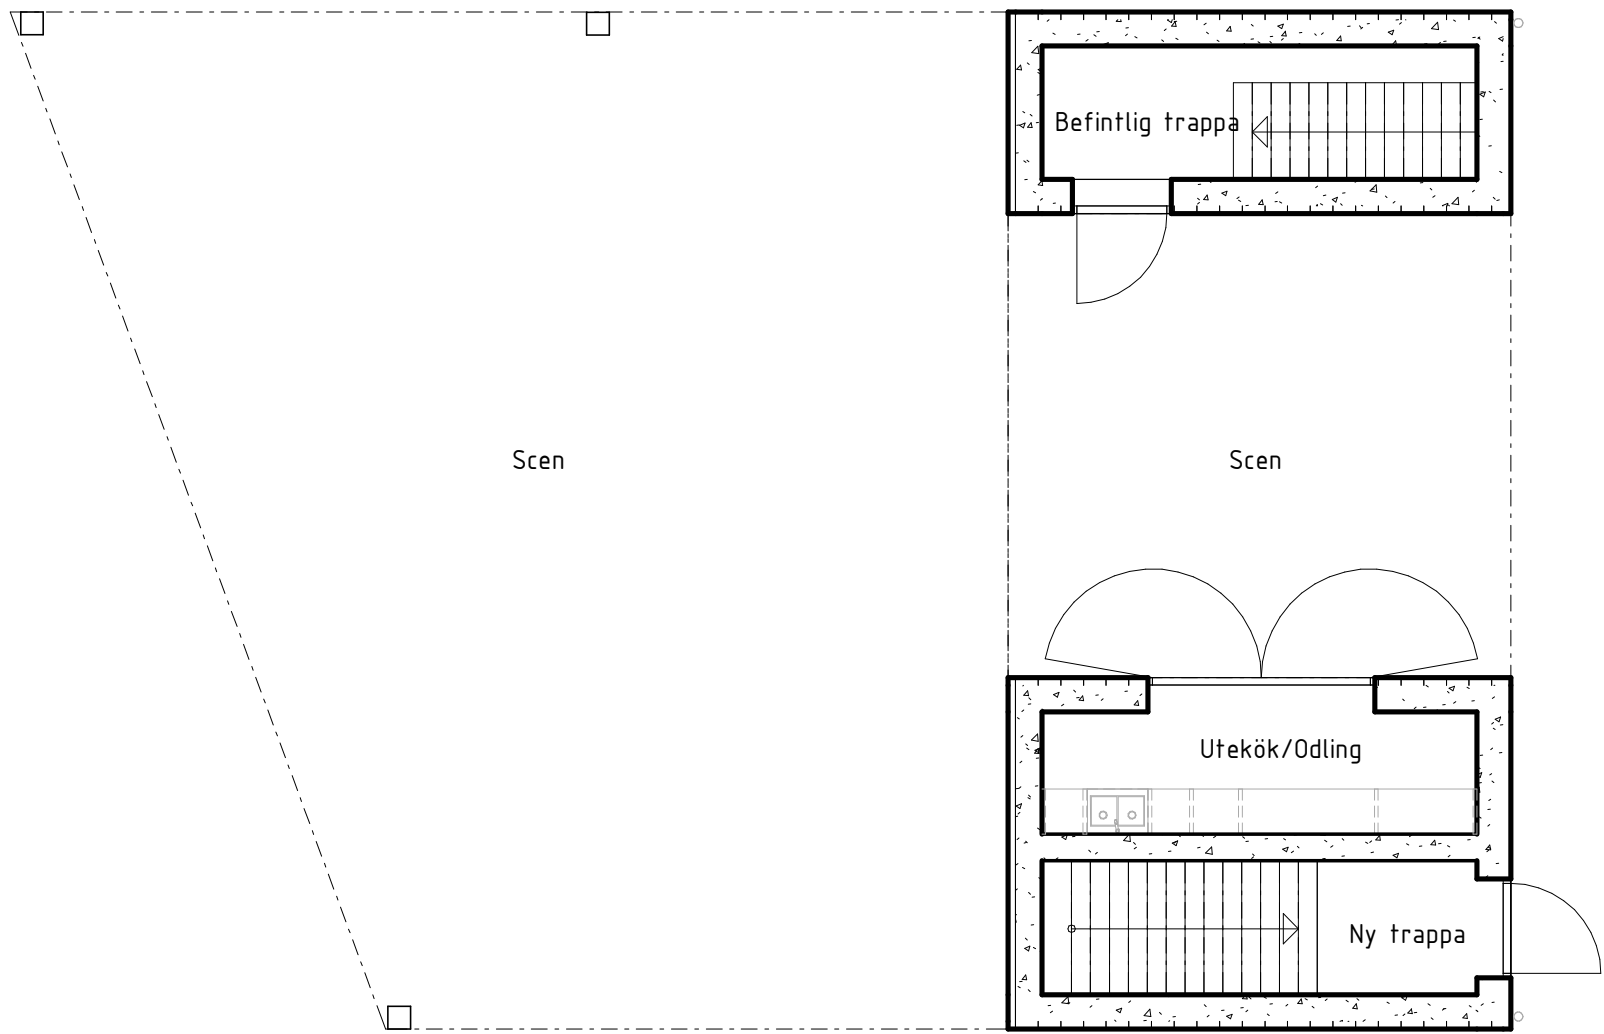 Befintlig trappa
Scen
Scen
Utekök/Odling
Ny trappa